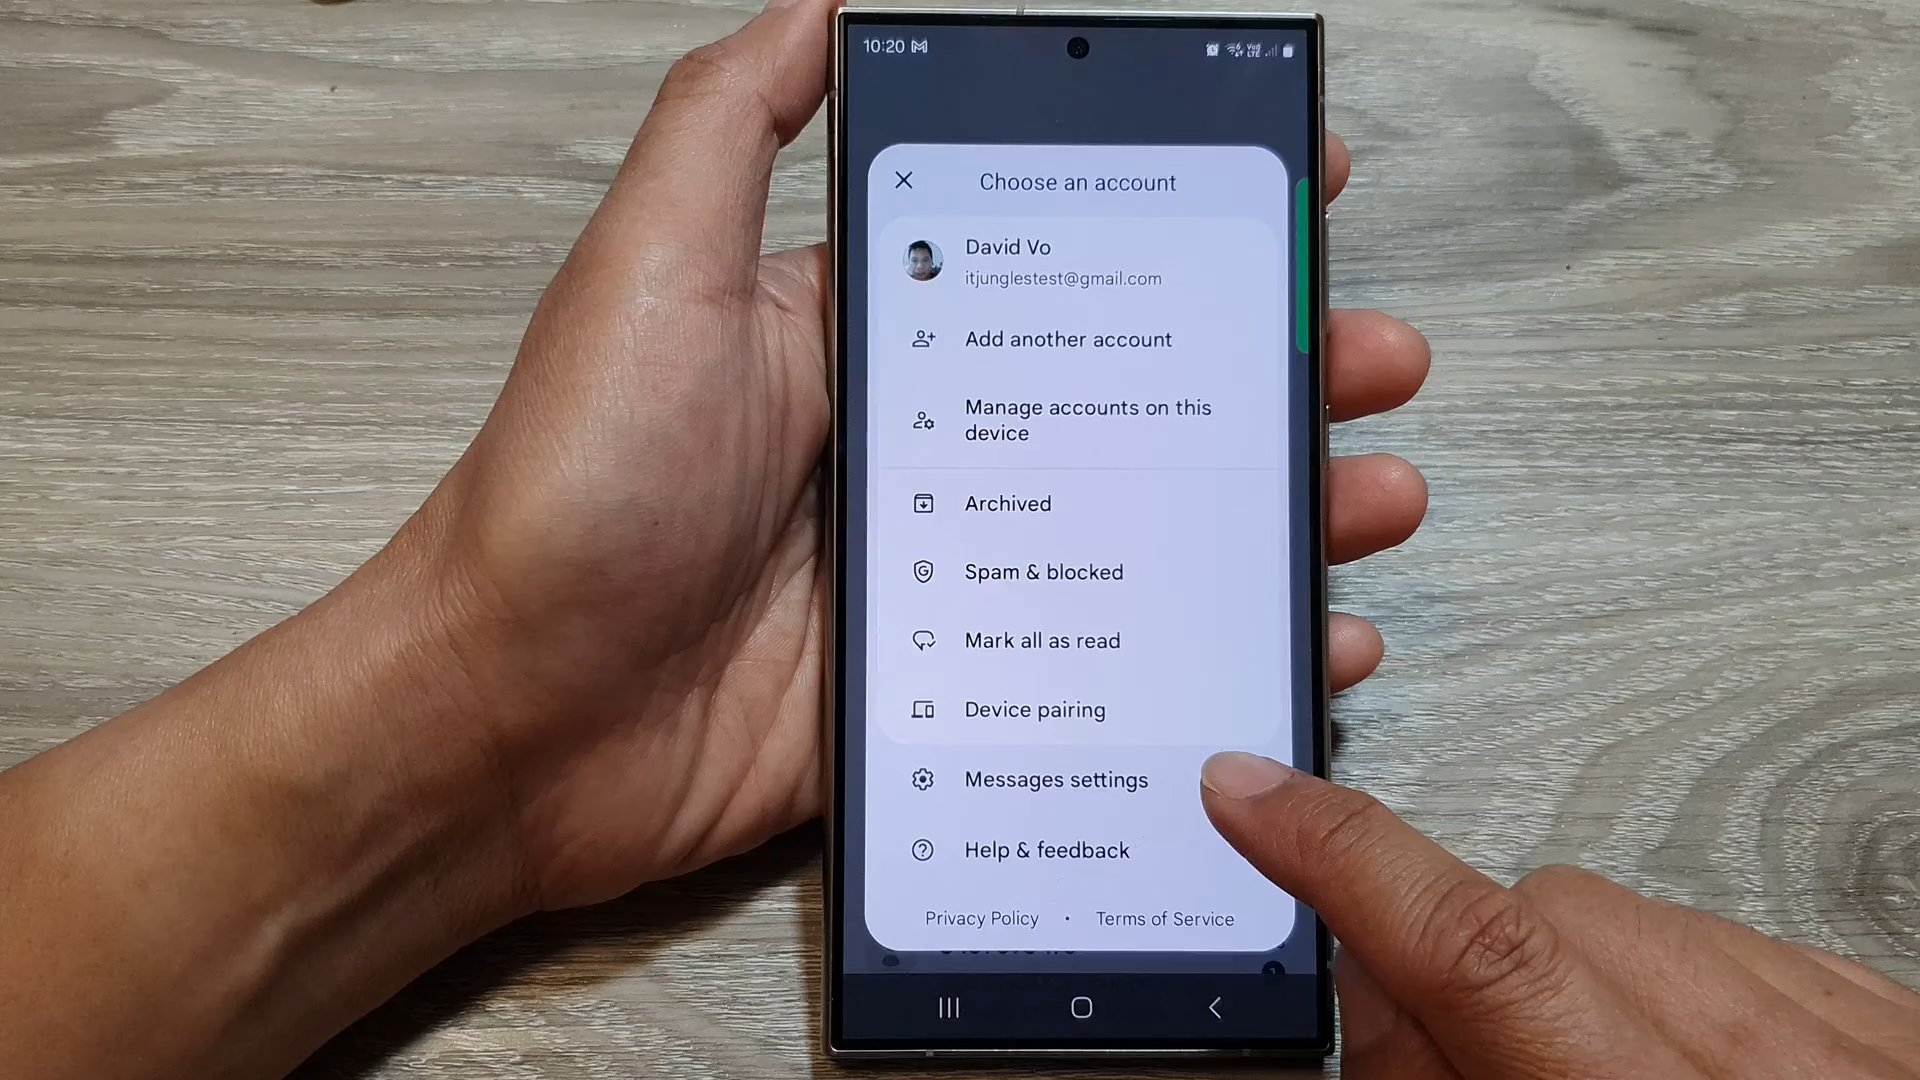 10:20
Choose an account
David Vo
itjunglestest@gmail.com
Add another account
Manage accounts on this
device
Archived
Spam & blocked
Mark all as read
Device pairing
Messages settings
Help & feedback
Privacy Policy • Terms of Service